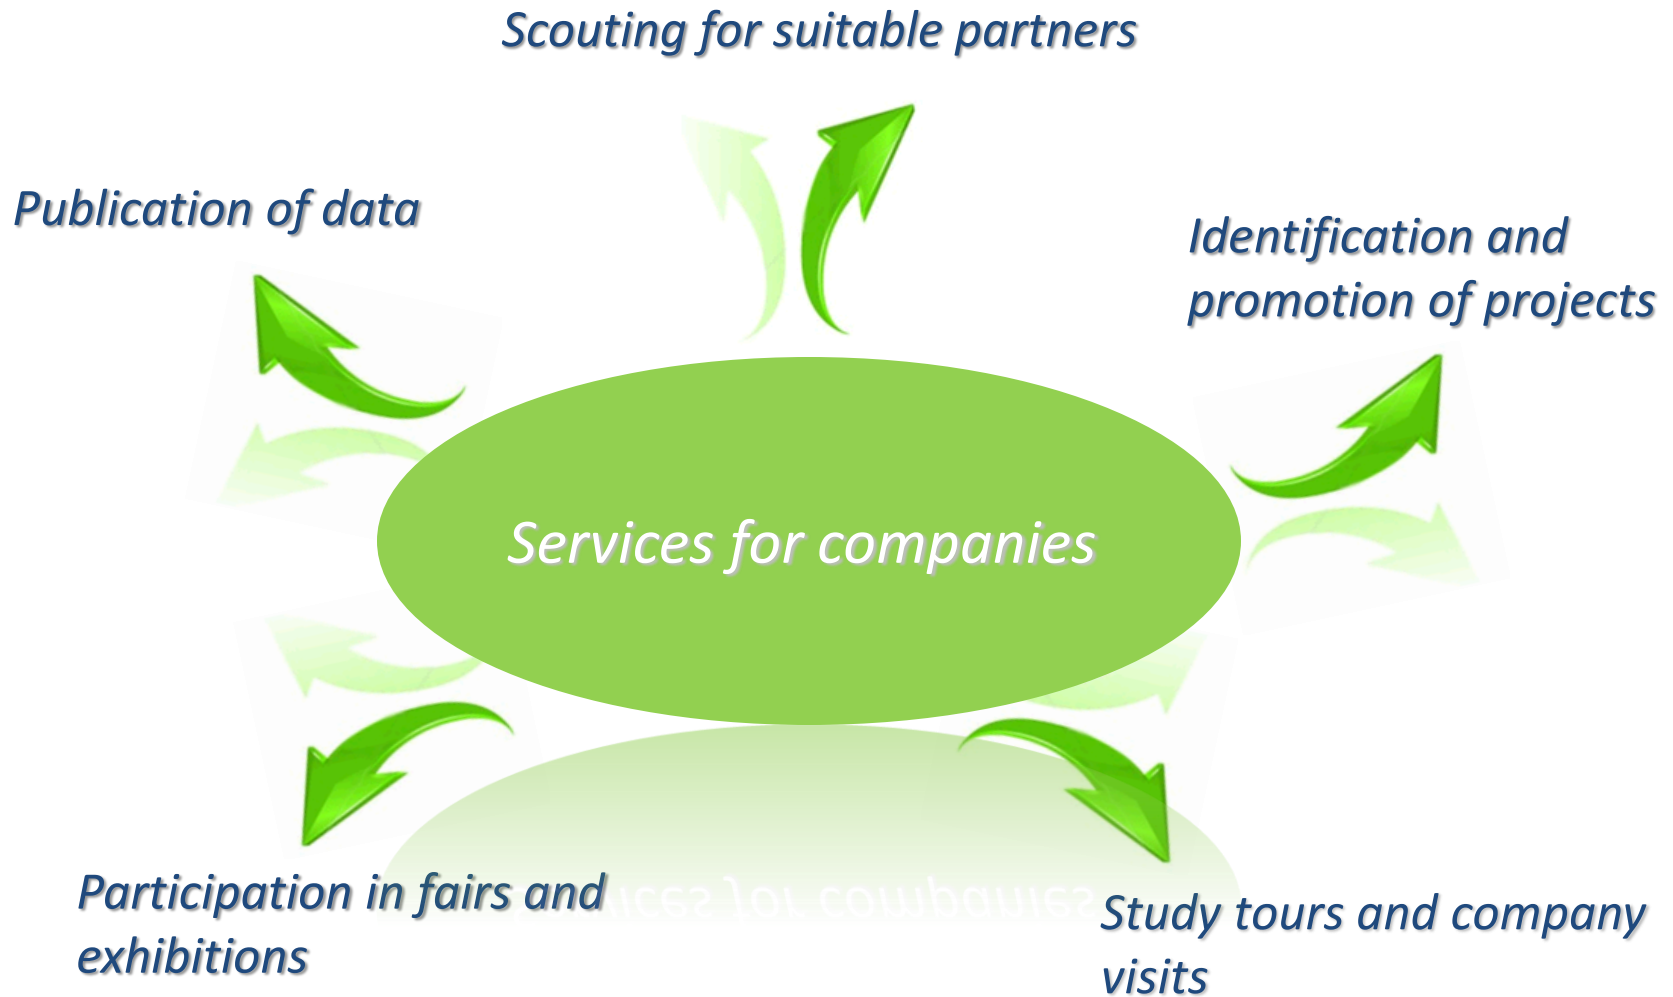 Scouting for suitable partners
Publication of data
Identification and
promotion of projects
Services for companies
Participation in fairs and
exhibitions
Study tours and company
visits